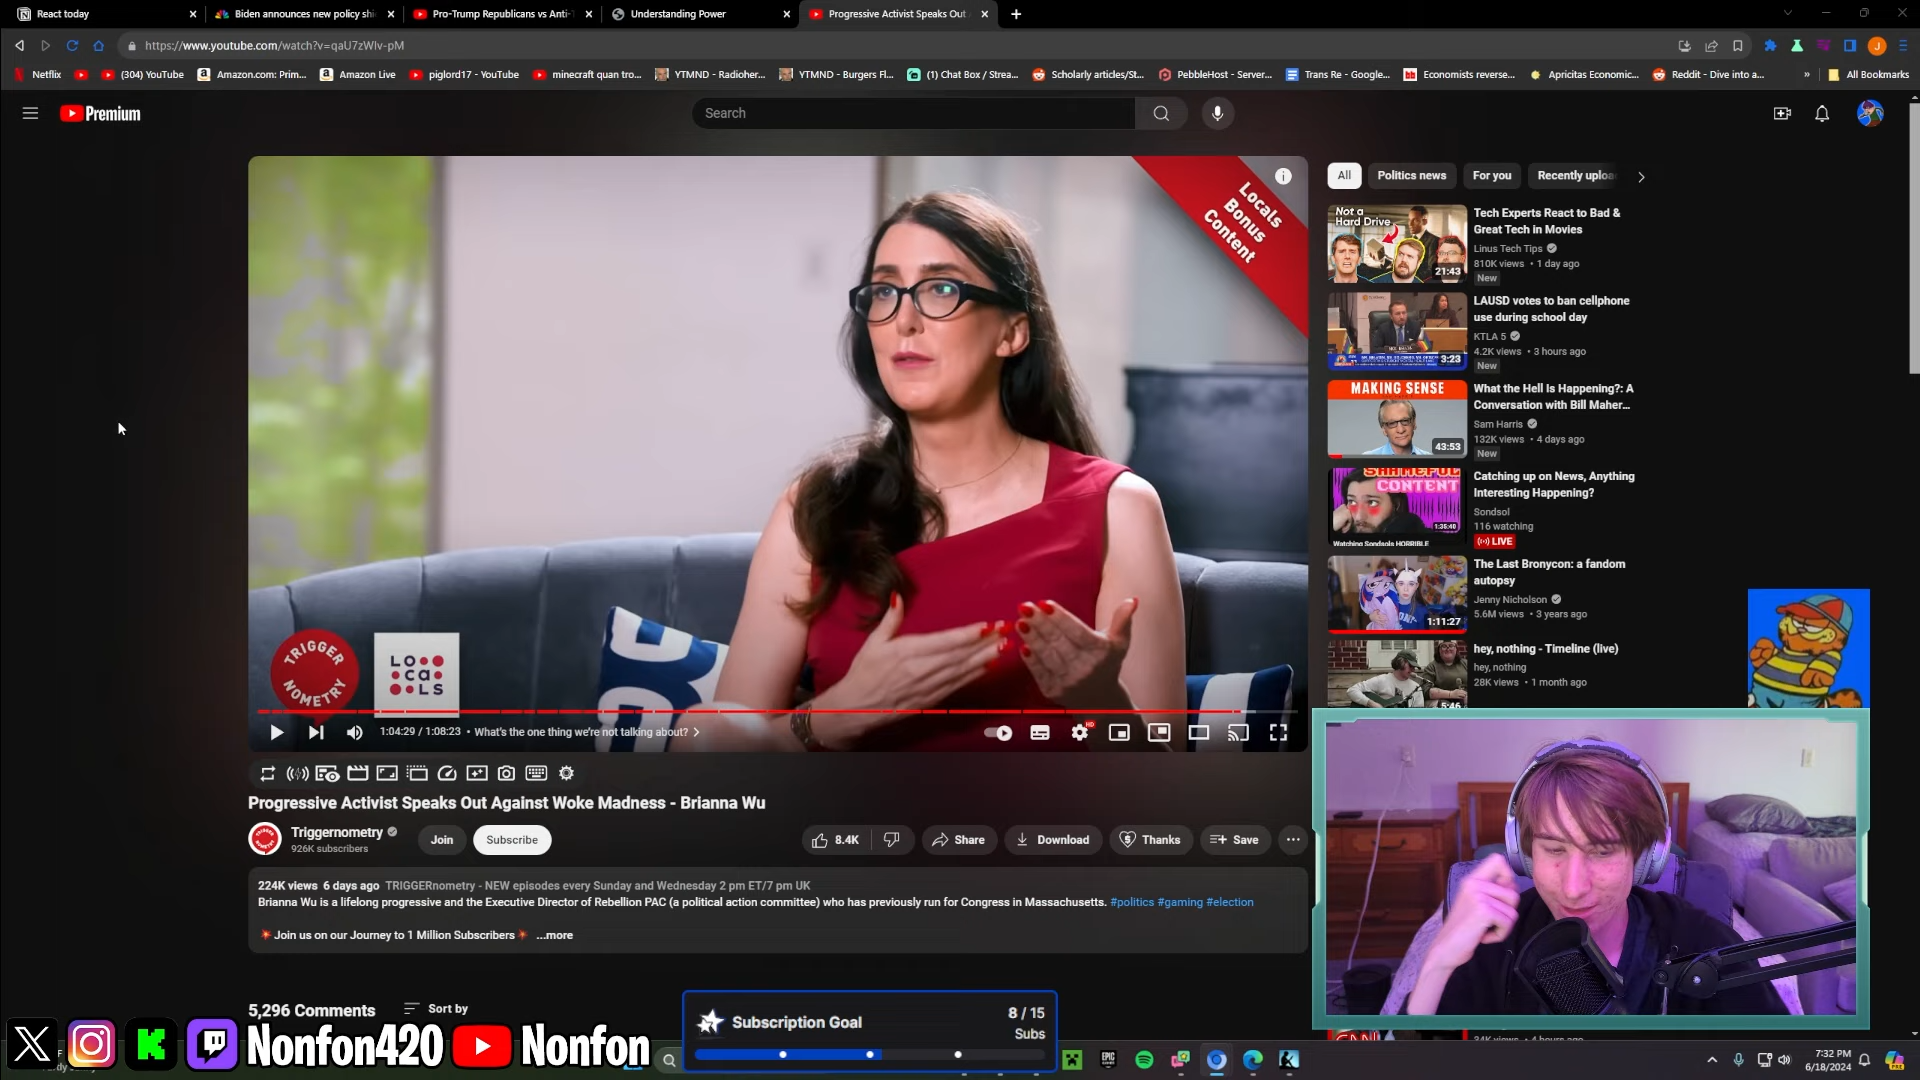 React today
Biden announces new policy shi
Pro-Trump Republicans vs Anti-T
Understanding Power
Progressive Activist Speaks Out
https://www.youtube.com/watch?v=qaU7zWlv-pM
J
Netflix
(304) YouTube
Amazon.com: Prim...
Amazon Live
piglord17 - YouTube
minecraft quan tro...
YTMND - Radioher...
YTMND - Burgers Fl...
(1) Chat Box / Strea...
Scholarly articles/St...
PebbleHost - Server...
Trans Re - Google...
Economists reverse...
Apricitas Economic...
Reddit - Dive into a...
»
All Bookmarks
Premium
Search
Locals
Bonus
Content
TRIGGER
NOMETRY
LOCALS
1:04:29 / 1:08:23 • What's the one thing we're not talking about?
HD
Progressive Activist Speaks Out Against Woke Madness - Brianna Wu
Triggernometry
926K subscribers
Join
Subscribe
8.4K
Share
Download
Thanks
Save
224K views 6 days ago TRIGGERnometry - NEW episodes every Sunday and Wednesday 2 pm ET/7 pm UK
Brianna Wu is a lifelong progressive and the Executive Director of Rebellion PAC (a political action committee) who has previously run for Congress in Massachusetts. #politics #gaming #election
Join us on our Journey to 1 Million Subscribers ...more
5,296 Comments
Sort by
All
Politics news
For you
Recently uploa
Not a
Hard Drive
21:43
Tech Experts React to Bad &
Great Tech in Movies
Linus Tech Tips
810K views • 1 day ago
New
3:23
LAUSD votes to ban cellphone
use during school day
KTLA 5
4.2K views • 3 hours ago
New
MAKING SENSE
43:53
What the Hell Is Happening?: A
Conversation with Bill Maher...
Sam Harris
132K views • 4 days ago
New
SHAMEFUL
CONTENT
1:35:40
Watching Sondsols HORRIBLE
Catching up on News, Anything
Interesting Happening?
Sondsol
116 watching
LIVE
1:11:27
The Last Bronycon: a fandom
autopsy
Jenny Nicholson
5.6M views • 3 years ago
5:46
hey, nothing - Timeline (live)
hey, nothing
28K views • 1 month ago
Nonfon420
Nonfon
Subscription Goal
8 / 15
Subs
EPIC
7:32 PM
6/18/2024